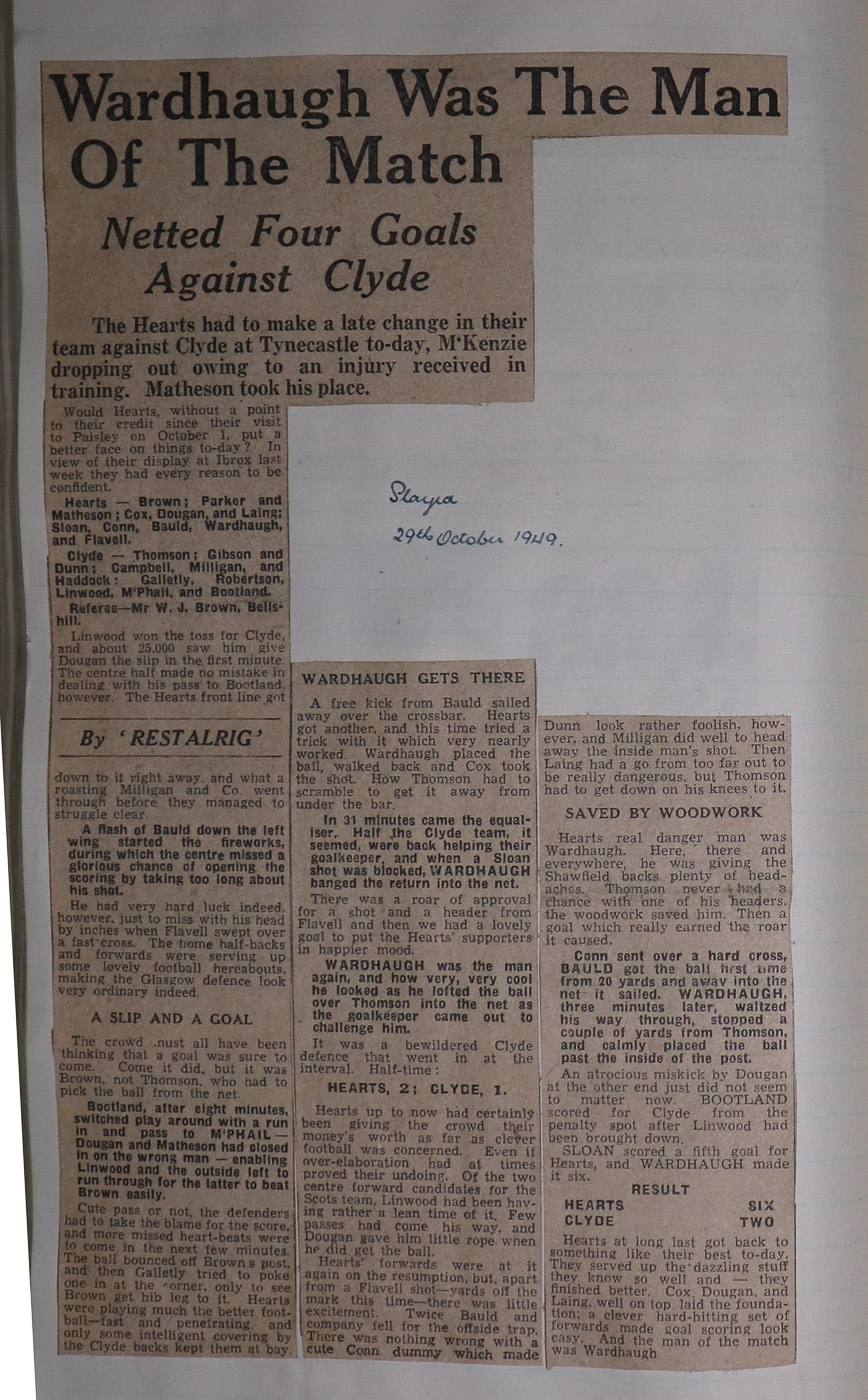 Wardhaugh Was The Man
Of The Match
Netted Four Goals
Against Clyde
The Hearts had to make a late change in their
team against Clyde at Tynecastle to-day, M'Kenzie
dropping out owing to an injury received in
training. Matheson took his place.
Would Hearts, without a point
to their credit since their visit
to Paisley on October 1, put a
better face on things to-day? In
view of their display at Ibrox last
week they had every reason to be
confident.
Hearts — Brown; Parker and
Matheson; Cox, Dougan, and Laing;
Sloan, Conn, Bauld, Wardhaugh,
and Flavell.
Clyde — Thomson; Gibson and
Dunn; Campbell, Milligan, and
Haddock; Galletly, Robertson,
Linwood, M'Phail, and Bootland.
Referee—Mr W. J. Brown, Bells-
hill.
Linwood won the toss for Clyde,
and about 25,000 saw him give
Dougan the slip in the first minute
The centre half made no mistake in
dealing with his pass to Bootland,
however. The Hearts front line got
By 'RESTALRIG'
down to it right away, and what a
roasting Milligan and Co. went
through before they managed to
struggle clear
A flash of Bauld down the left
wing started the fireworks,
during which the centre missed a
glorious chance of opening the
scoring by taking too long about
his shot.
He had very hard luck indeed,
however, just to miss with his head
by inches when Flavell swept over
a fast cross. The home half-backs
and forwards were serving up
some lovely football hereabouts,
making the Glasgow defence look
very ordinary indeed.
A SLIP AND A GOAL
The crowd must all have been
thinking that a goal was sure to
come. Come it did, but it was
Brown, not Thomson, who had to
pick the ball from the net.
Bootland, after eight minutes,
switched play around with a run
in and pass to M'PHAIL —
Dougan and Matheson had closed
in on the wrong man — enabling
Linwood and the outside left to
run through for the latter to beat
Brown easily.
Cute pass or not, the defenders
had to take the blame for the score,
and more missed heart-beats were
to come in the next few minutes.
The ball bounced off Brown's post,
and then Galletly tried to poke
one in at the corner, only to see
Brown get hib leg to it. Hearts
were playing much the better foot-
ball—fast and penetrating, and
only some intelligent covering by
the Clyde backs kept them at bay.
Playa
29th October 1949.
WARDHAUGH GETS THERE
A free kick from Bauld sailed
away over the crossbar. Hearts
got another, and this time tried a
trick with it which very nearly
worked. Wardhaugh placed the
ball, walked back and Cox took
the shot. How Thomson had to
scramble to get it away from
under the bar.
In 31 minutes came the equal-
iser. Half the Clyde team, it
seemed, were back helping their
goalkeeper, and when a Sloan
shot was blocked, WARDHAUGH
banged the return into the net.
There was a roar of approval
for a shot and a header from
Flavell and then we had a lovely
goal to put the Hearts' supporters
in happier mood.
WARDHAUGH was the man
again, and how very, very cool
he looked as he lofted the ball
over Thomson into the net as
the goalkeeper came out to
challenge him.
It was a bewildered Clyde
defence that went in at the
interval. Half-time:
HEARTS, 2; CLYDE, 1.
Hearts up to now had certainly
been giving the crowd their
money's worth as far as clever
football was concerned. Even if
over-elaboration had at times
proved their undoing. Of the two
centre forward candidates for the
Scots team, Linwood had been hav-
ing rather a lean time of it. Few
passes had come his way, and
Dougan gave him little rope when
he did get the ball.
Hearts' forwards were at it
again on the resumption, but, apart
from a Flavell shot—yards off the
mark this time—there was little
excitement. Twice Bauld and
company fell for the offside trap.
There was nothing wrong with a
cute Conn dummy which made
Dunn look rather foolish, how-
ever, and Milligan did well to head
away the inside man's shot. Then
Laing had a go from too far out to
be really dangerous, but Thomson
had to get down on his knees to it.
SAVED BY WOODWORK
Hearts real danger man was
Wardhaugh. Here, there and
everywhere, he was giving the
Shawfield backs plenty of head-
aches. Thomson never had a
chance with one of his headers,
the woodwork saved him. Then a
goal which really earned the roar
it caused.
Conn sent over a hard cross,
BAULD got the ball first time
from 20 yards and away into the
net it sailed. WARDHAUGH,
three minutes later, waltzed
his way through, stopped a
couple of yards from Thomson,
and calmly placed the ball
past the inside of the post.
An atrocious miskick by Dougan
at the other end just did not seem
to matter now. BOOTLAND
scored for Clyde from the
penalty spot after Linwood had
been brought down.
SLOAN scored a fifth goal for
Hearts, and WARDHAUGH made
it six.
RESULT
HEARTS SIX
CLYDE TWO
Hearts at long last got back to
something like their best to-day.
They served up the dazzling stuff
they know so well and — they
finished better. Cox, Dougan, and
Laing, well on top, laid the founda-
tion; a clever hard-hitting set of
forwards made goal scoring look
easy. And the man of the match
was Wardhaugh